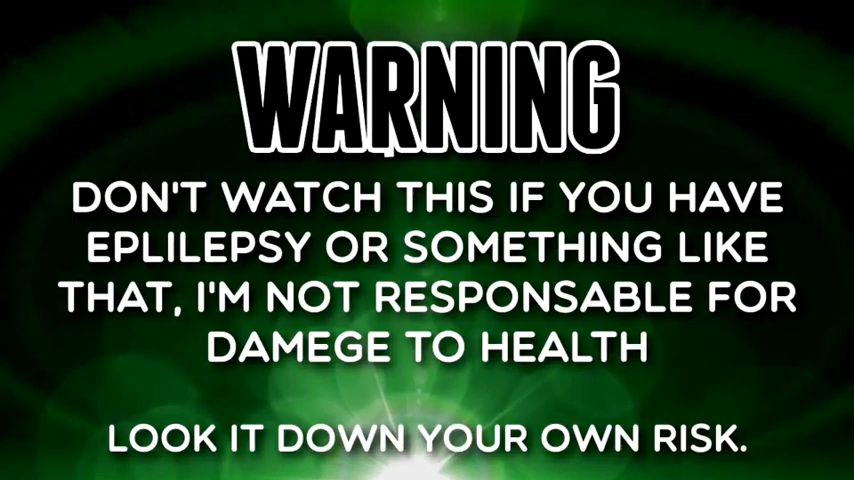 WARNING
DON'T WATCH THIS IF YOU HAVE
EPLILEPSY OR SOMETHING LIKE
THAT, I'M NOT RESPONSABLE FOR
DAMEGE TO HEALTH
LOOK IT DOWN YOUR OWN RISK.